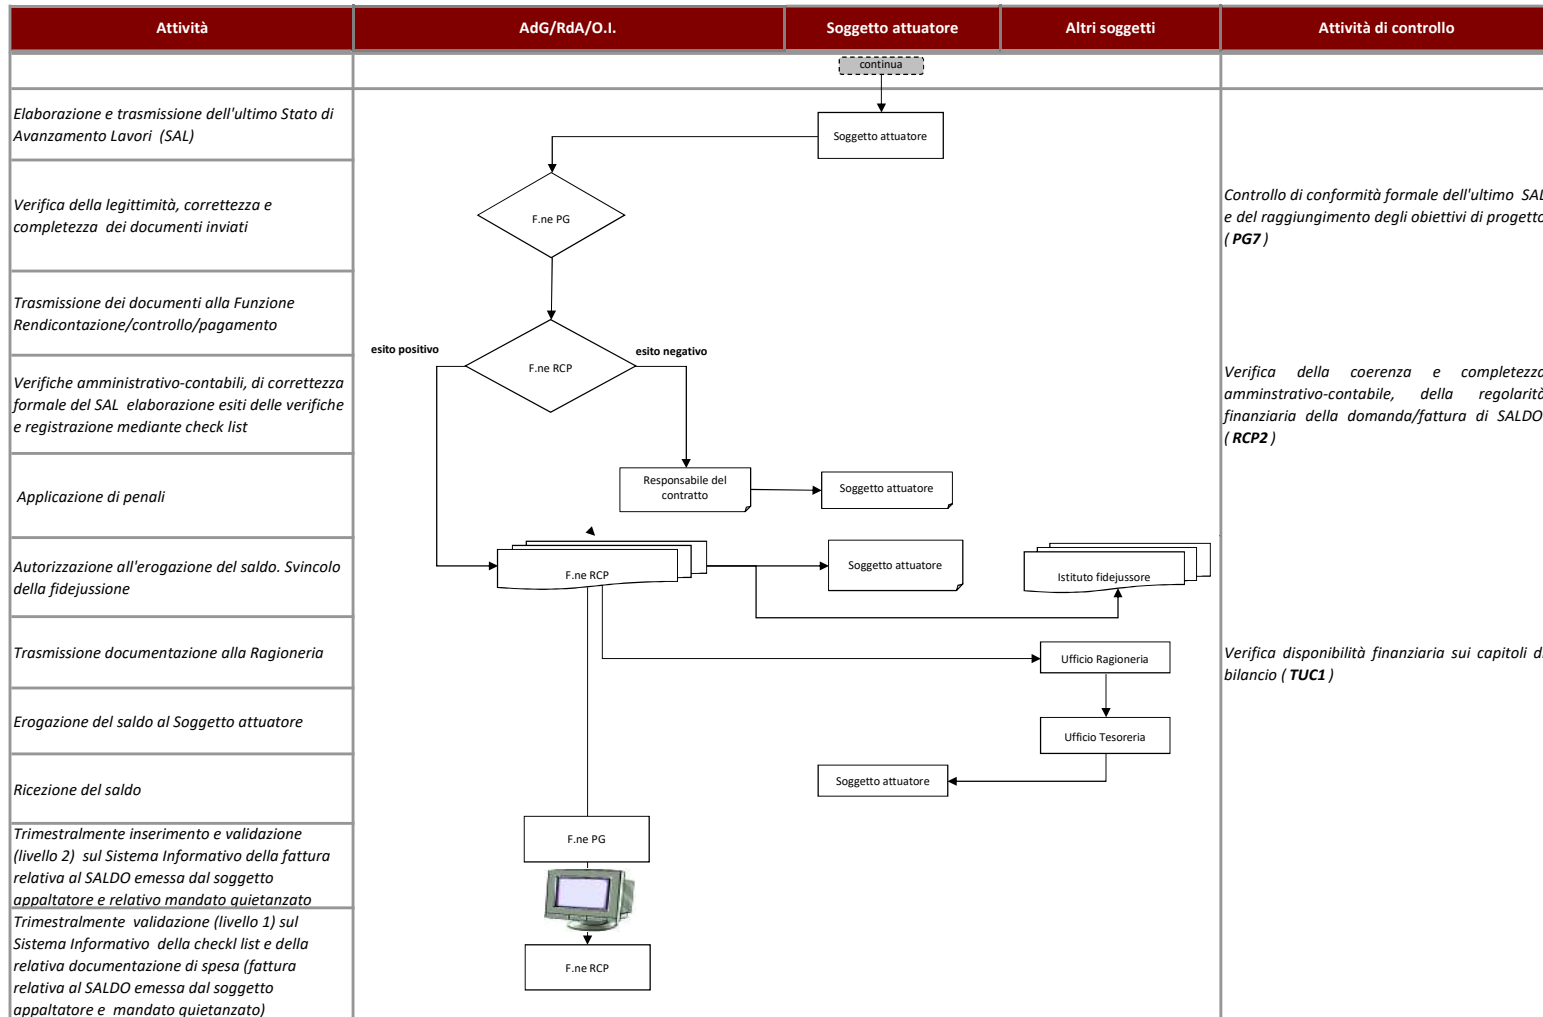 Attività
AdG/RdA/O.I.
Soggetto attuatore
Altri soggetti
Attività di controllo
continua
Elaborazione e trasmissione dell'ultimo Stato di
Avanzamento Lavori (SAL)
Soggetto attuatore
Verifica della legittimità, correttezza e
completezza dei documenti inviati
F.ne PG
Controllo di conformità formale dell'ultimo SAL
e del raggiungimento degli obiettivi di progetto
( PG7 )
Trasmissione dei documenti alla Funzione
Rendicontazione/controllo/pagamento
esito positivo
esito negativo
F.ne RCP
Verifiche amministrativo-contabili, di correttezza
formale del SAL elaborazione esiti delle verifiche
e registrazione mediante check list
Verifica della coerenza e completezza
amminstrativo-contabile, della regolarità
finanziaria della domanda/fattura di SALDO
( RCP2 )
Applicazione di penali
Responsabile del
contratto
Soggetto attuatore
Autorizzazione all'erogazione del saldo. Svincolo
della fidejussione
F.ne RCP
Soggetto attuatore
Istituto fidejussore
Trasmissione documentazione alla Ragioneria
Ufficio Ragioneria
Verifica disponibilità finanziaria sui capitoli di
bilancio ( TUC1 )
Erogazione del saldo al Soggetto attuatore
Ufficio Tesoreria
Ricezione del saldo
Soggetto attuatore
Trimestralmente inserimento e validazione
(livello 2) sul Sistema Informativo della fattura
relativa al SALDO emessa dal soggetto
appaltatore e relativo mandato quietanzato
F.ne PG
Trimestralmente validazione (livello 1) sul
Sistema Informativo della checkl list e della
relativa documentazione di spesa (fattura
relativa al SALDO emessa dal soggetto
appaltatore e mandato quietanzato)
F.ne RCP